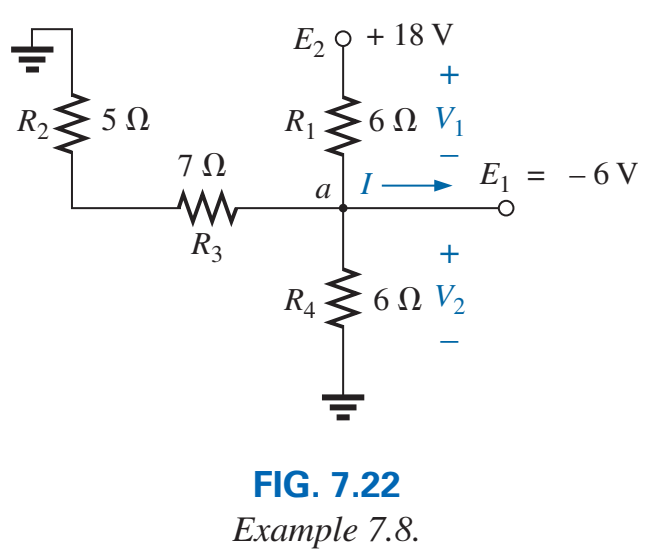 E₂ + 18 V
+
R₂ 5 Ω R₁ 6 Ω V₁
–
7 Ω
a I E₁ = – 6 V
R₃
+
R₄ 6 Ω V₂
–
FIG. 7.22
Example 7.8.